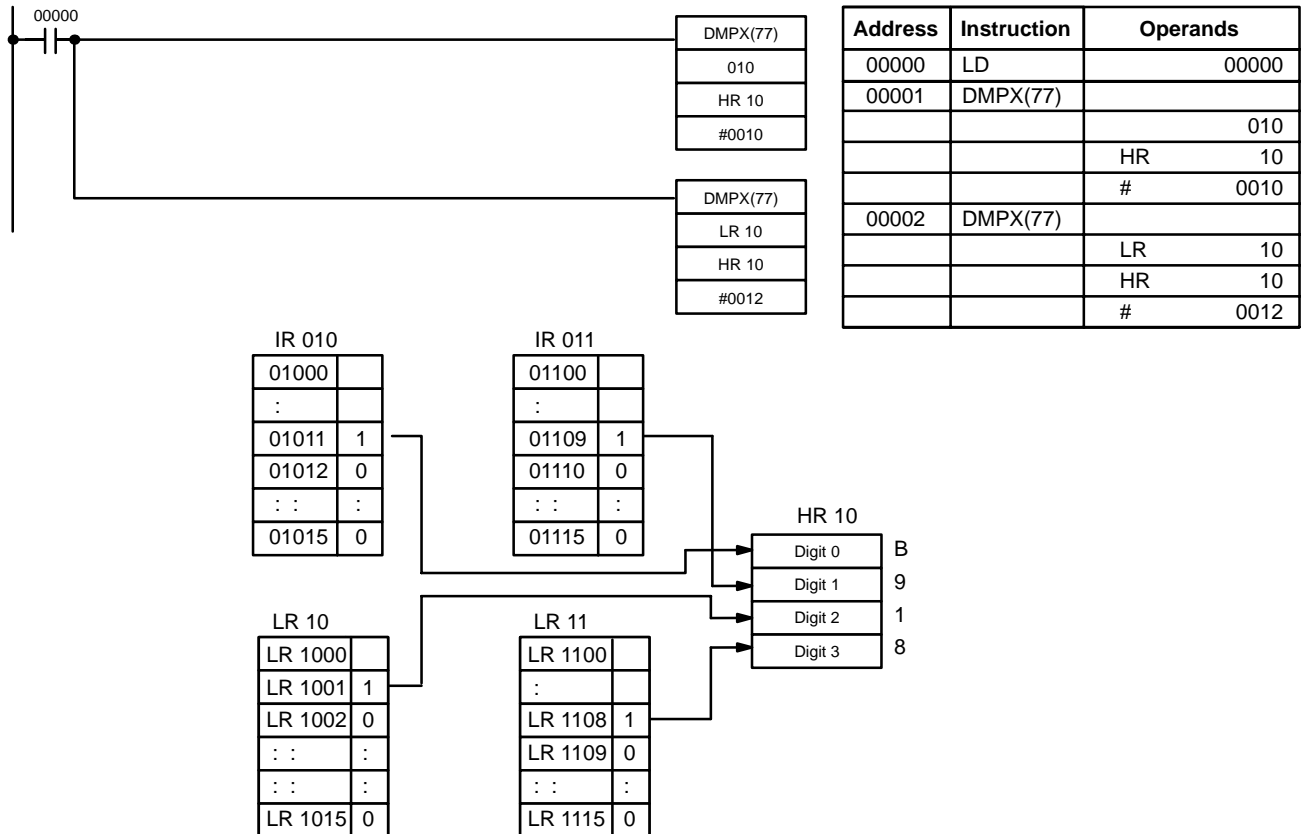 00000
DMPX(77)
010
HR 10
#0010
DMPX(77)
LR 10
HR 10
#0012
Address Instruction Operands
00000 LD 00000
00001 DMPX(77)
010
HR 10
# 0010
00002 DMPX(77)
LR 10
HR 10
# 0012
IR 010
01000
:
01011 1
01012 0
: : :
01015 0
IR 011
01100
:
01109 1
01110 0
: : :
01115 0
HR 10
Digit 0 B
Digit 1 9
Digit 2 1
Digit 3 8
LR 10
LR 1000
LR 1001 1
LR 1002 0
: : :
: : :
LR 1015 0
LR 11
LR 1100
:
LR 1108 1
LR 1109 0
: : :
LR 1115 0